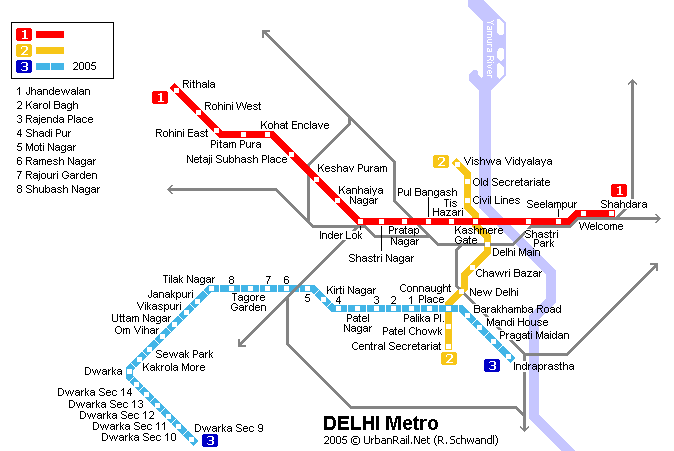 1
2
3 2005
1 Jhandewalan
2 Karol Bagh
3 Rajenda Place
4 Shadi Pur
5 Moti Nagar
6 Ramesh Nagar
7 Rajouri Garden
8 Shubash Nagar
Yamura River
1
Rithala
Rohini West
Rohini East
Pitam Pura
Kohat Enclave
Netaji Subhash Place
Keshav Puram
Kanhaiya
Nagar
Inder Lok
Shastri Nagar
Pratap
Nagar
Pul Bangash
Tis
Hazari
Kashmere
Gate
Shastri
Park
Seelampur
Welcome
Shahdara
1
2
Vishwa Vidyalaya
Old Secretariate
Civil Lines
Delhi Main
Chawri Bazar
New Delhi
Connaught
Place
Patel Chowk
Central Secretariat
2
Tilak Nagar
8
7
6
5
4
3
2
1
Tagore
Garden
Kirti Nagar
Patel
Nagar
Palika Pl.
Barakhamba Road
Mandi House
Pragati Maidan
Indraprastha
3
Janakpuri
Vikaspuri
Uttam Nagar
Om Vihar
Sewak Park
Kakrola More
Dwarka
Dwarka Sec 14
Dwarka Sec 13
Dwarka Sec 12
Dwarka Sec 11
Dwarka Sec 10
Dwarka Sec 9
3
DELHI Metro
2005 © UrbanRail.Net (R. Schwandl)